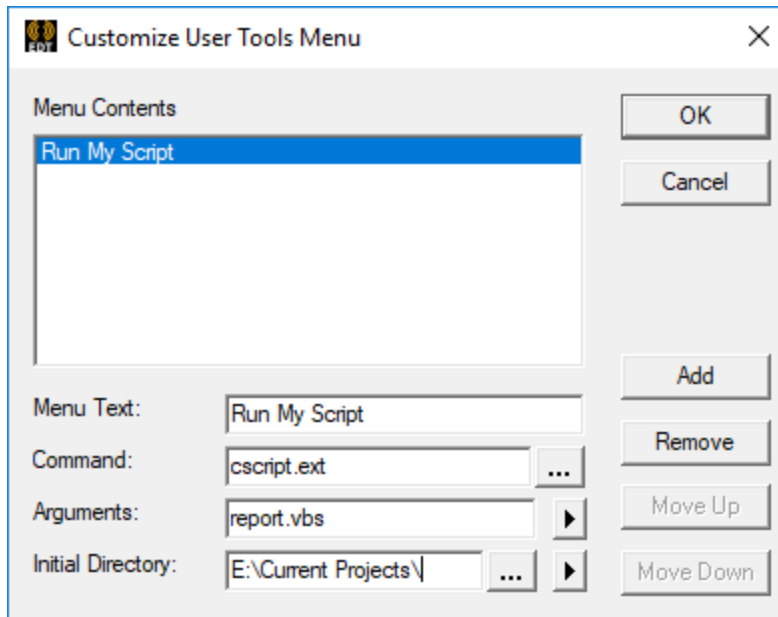 EDT
Customize User Tools Menu
Menu Contents
OK
Run My Script
Cancel
Add
Menu Text:
Run My Script
Remove
Command:
cscript.ext
...
Move Up
Arguments:
report.vbs
Initial Directory:
E:\Current Projects\
...
Move Down